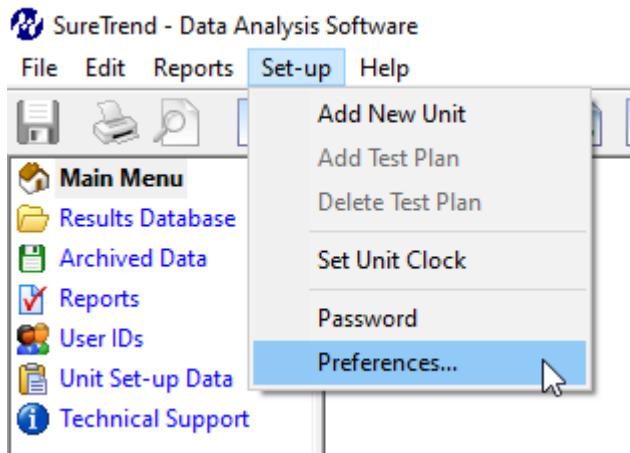 SureTrend - Data Analysis Software
File Edit Reports Set-up Help
Add New Unit
Add Test Plan
Delete Test Plan
Set Unit Clock
Password
Preferences...
Main Menu
Results Database
Archived Data
Reports
User IDs
Unit Set-up Data
Technical Support